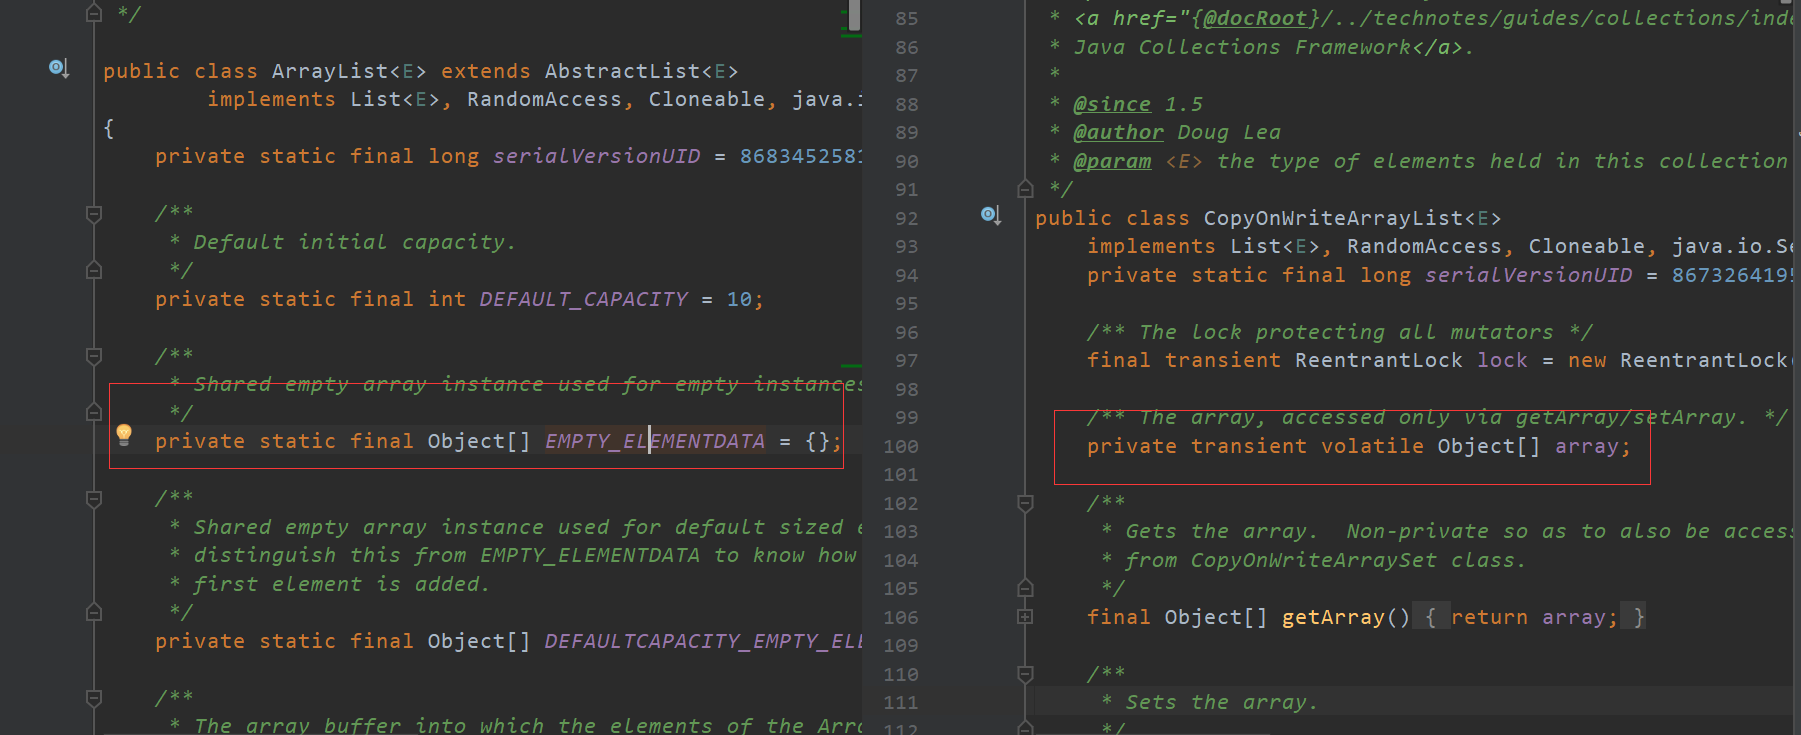 */
public class ArrayList<E> extends AbstractList<E>
implements List<E>, RandomAccess, Cloneable, java.i
{
private static final long serialVersionUID = 868345258
/**
* Default initial capacity.
*/
private static final int DEFAULT_CAPACITY = 10;
/**
* Shared empty array instance used for empty instances
*/
private static final Object[] EMPTY_ELEMENTDATA = {};
/**
* Shared empty array instance used for default sized e
* distinguish this from EMPTY_ELEMENTDATA to know how
* first element is added.
*/
private static final Object[] DEFAULTCAPACITY_EMPTY_ELE
/**
* The array buffer into which the elements of the Arra
85 * <a href="{@docRoot}/../technotes/guides/collections/inde
86 * Java Collections Framework</a>.
87 *
88 * @since 1.5
89 * @author Doug Lea
90 * @param <E> the type of elements held in this collection
91 */
92 public class CopyOnWriteArrayList<E>
93 implements List<E>, RandomAccess, Cloneable, java.io.Se
94 private static final long serialVersionUID = 867326419
95
96 /** The lock protecting all mutators */
97 final transient ReentrantLock lock = new ReentrantLock(
98
99 /** The array, accessed only via getArray/setArray. */
100 private transient volatile Object[] array;
101
102 /**
103 * Gets the array.  Non-private so as to also be access
104 * from CopyOnWriteArraySet class.
105 */
106 final Object[] getArray() { return array; }
109
110 /**
111 * Sets the array.
112 */